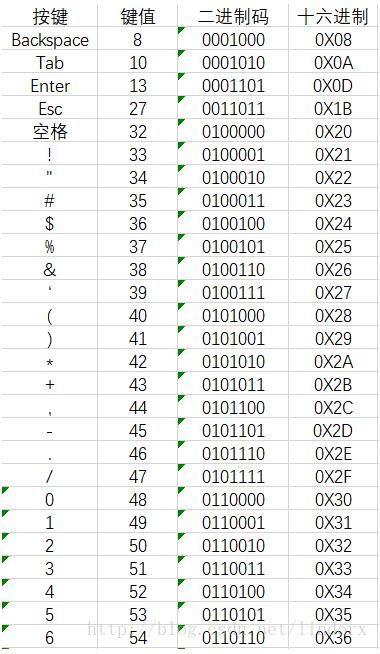 按键 键值 二进制码 十六进制
Backspace 8 0001000 0X08
Tab 10 0001010 0X0A
Enter 13 0001101 0X0D
Esc 27 0011011 0X1B
空格 32 0100000 0X20
! 33 0100001 0X21
" 34 0100010 0X22
# 35 0100011 0X23
$ 36 0100100 0X24
% 37 0100101 0X25
& 38 0100110 0X26
‘ 39 0100111 0X27
( 40 0101000 0X28
) 41 0101001 0X29
* 42 0101010 0X2A
+ 43 0101011 0X2B
, 44 0101100 0X2C
- 45 0101101 0X2D
. 46 0101110 0X2E
/ 47 0101111 0X2F
0 48 0110000 0X30
1 49 0110001 0X31
2 50 0110010 0X32
3 51 0110011 0X33
4 52 0110100 0X34
5 53 0110101 0X35
http://blog.csdn.net/lindorx
6 54 0110110 0X36